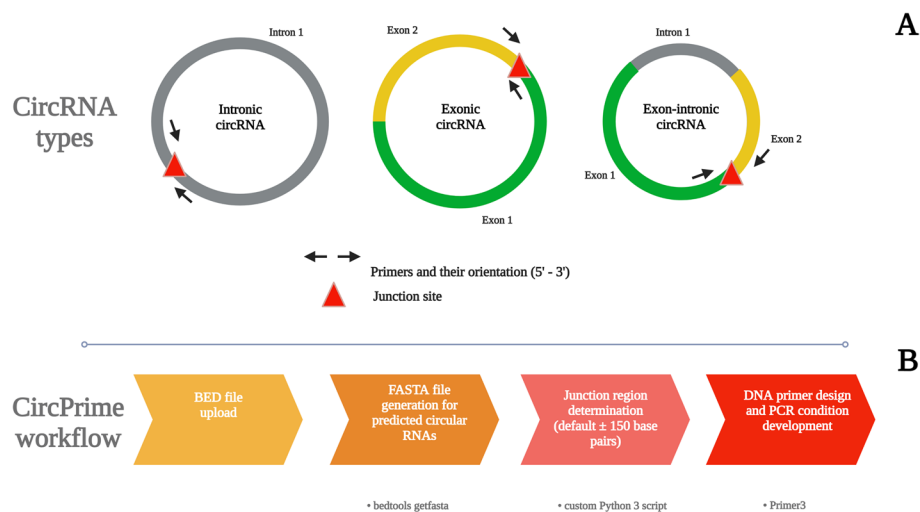 A
CircRNA
types
Intron 1
Intronic
circRNA
Exon 2
Exonic
circRNA
Exon 1
Intron 1
Exon-intronic
circRNA
Exon 2
Exon 1
Primers and their orientation (5' - 3')
Junction site
B
CircPrime
workflow
BED file
upload
FASTA file
generation for
predicted circular
RNAs
Junction region
determination
(default ± 150 base
pairs)
DNA primer design
and PCR condition
development
• bedtools getfasta
• custom Python 3 script
• Primer3